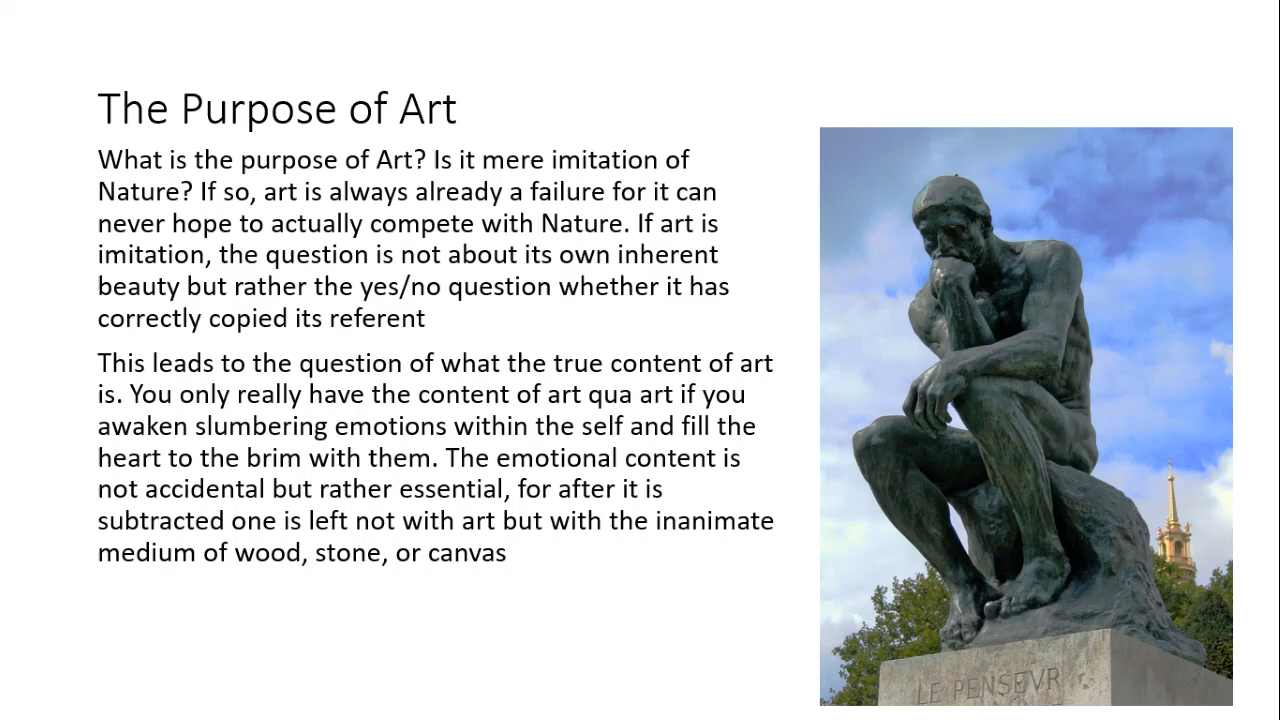 The Purpose of Art
What is the purpose of Art? Is it mere imitation of
Nature? If so, art is always already a failure for it can
never hope to actually compete with Nature. If art is
imitation, the question is not about its own inherent
beauty but rather the yes/no question whether it has
correctly copied its referent
This leads to the question of what the true content of art
is. You only really have the content of art qua art if you
awaken slumbering emotions within the self and fill the
heart to the brim with them. The emotional content is
not accidental but rather essential, for after it is
subtracted one is left not with art but with the inanimate
medium of wood, stone, or canvas
LE PENSEVR